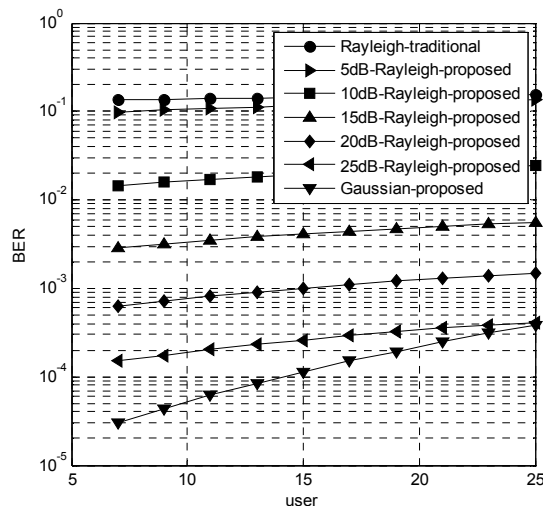 10^0
10^-1
10^-2
10^-3
10^-4
10^-5
BER
Rayleigh-traditional
5dB-Rayleigh-proposed
10dB-Rayleigh-proposed
15dB-Rayleigh-proposed
20dB-Rayleigh-proposed
25dB-Rayleigh-proposed
Gaussian-proposed
5 10 15 20 25
user